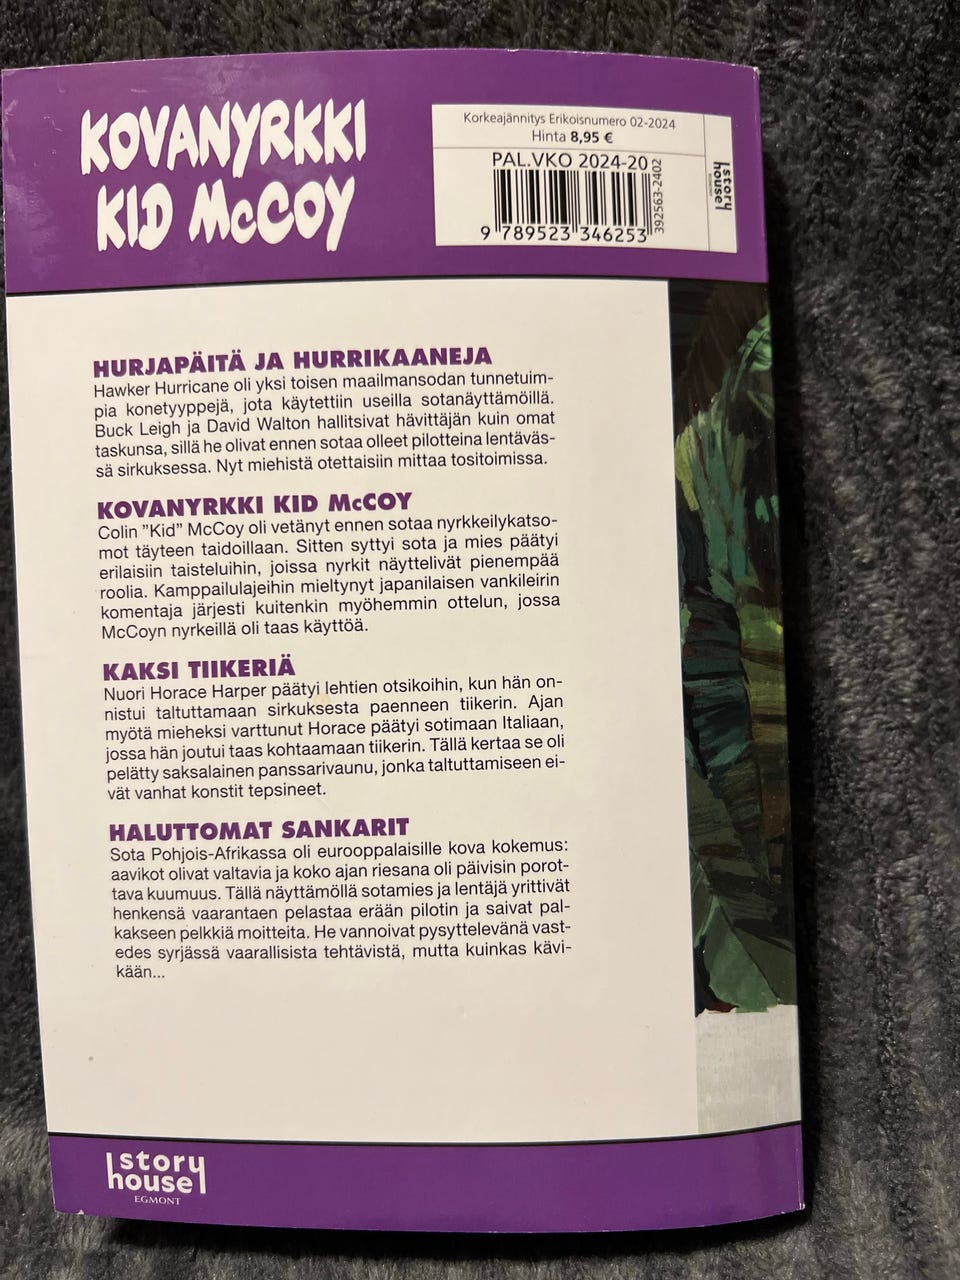 KOVANYRKKI
KID McCOY
Korkeajännitys Erikoisnumero 02-2024
Hinta 8,95 €
PAL.VKO 2024-20
392563-2402
9 789523 346253
story
house
HURJAPÄITÄ JA HURRIKAANEJA
Hawker Hurricane oli yksi toisen maailmansodan tunnetuim-
pia konetyyppejä, jota käytettiin useilla sotanäyttämöillä.
Buck Leigh ja David Walton hallitsivat hävittäjän kuin omat
taskunsa, sillä he olivat ennen sotaa olleet pilotteina lentäväs-
sä sirkuksessa. Nyt miehistä otettaisiin mittaa tositoimissa.
KOVANYRKKI KID McCOY
Colin ”Kid” McCoy oli vetänyt ennen sotaa nyrkkeilykatso-
mot täyteen taidoillaan. Sitten syttyi sota ja mies päätyi
erilaisiin taisteluihin, joissa nyrkit näyttelivät pienempää
roolia. Kamppailulajeihin mieltynyt japanilaisen vankileirin
komentaja järjesti kuitenkin myöhemmin ottelun, jossa
McCoyn nyrkeillä oli taas käyttöä.
KAKSI TIIKERIÄ
Nuori Horace Harper päätyi lehtien otsikoihin, kun hän on-
nistui taltuttamaan sirkuksesta paenneen tiikerin. Ajan
myötä mieheksi varttunut Horace päätyi sotimaan Italiaan,
jossa hän joutui taas kohtaamaan tiikerin. Tällä kertaa se oli
pelätty saksalainen panssarivaunu, jonka taltuttamiseen ei-
vät vanhat konstit tepsineet.
HALUTTOMAT SANKARIT
Sota Pohjois-Afrikassa oli eurooppalaisille kova kokemus:
aavikot olivat valtavia ja koko ajan riesana oli päivisin porot-
tava kuumuus. Tällä näyttämöllä sotamies ja lentäjä yrittivät
henkensä vaarantaen pelastaa erään pilotin ja saivat pal-
kakseen pelkkiä moitteita. He vannoivat pysyttelevänä vast-
edes syrjässä vaarallisista tehtävistä, mutta kuinkas kävi-
kään...
story
house
EGMONT